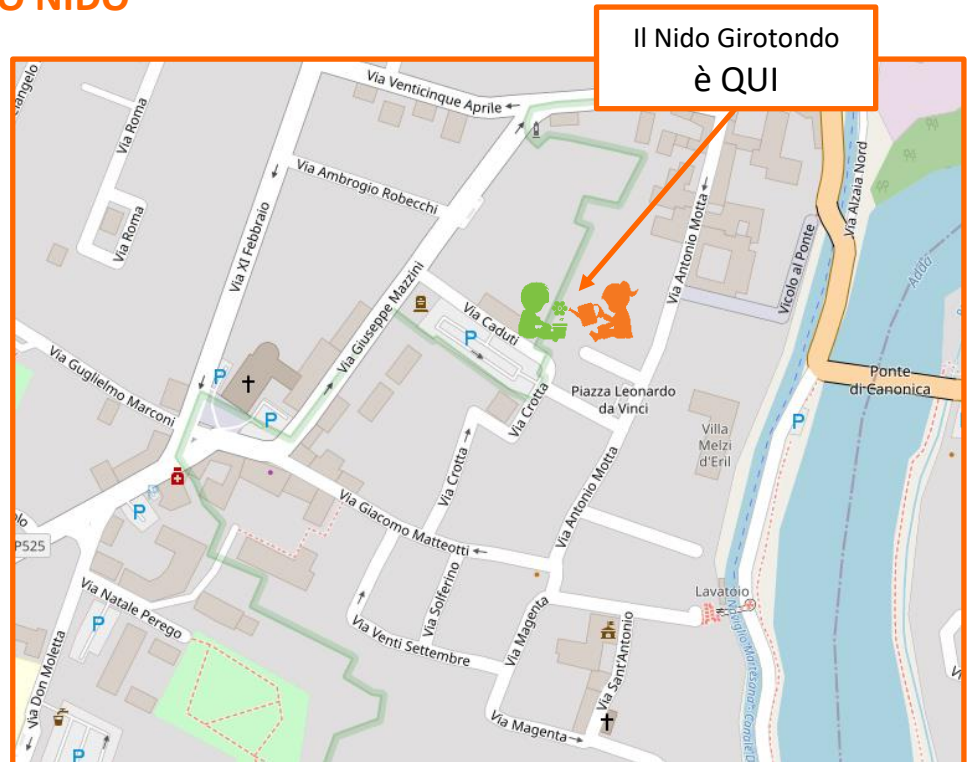 O NIDO
Il Nido Girotondo
è QUI
Via Roma
Via Venticinque Aprile
Via Ambrogio Robecchi
Via Roma
Via XI Febbraio
Via Giuseppe Mazzini
Via Antonio Motta
Vicolo al Ponte
Via Alzaia Nord
Adda
Via Caduti
P
Via Guglielmo Marconi
P
P
Via Crotta
Piazza Leonardo
da Vinci
Ponte
di Canonica
Villa
Melzi
d'Eril
P
Via Crotta
Via Antonio Motta
P
Via Giacomo Matteotti
P525
Via Solferino
Lavatoio
Via Natale Perego
P
Via Venti Settembre
Via Magenta
Via Sant'Antonio
Via Don Moletta
Via Magenta
P